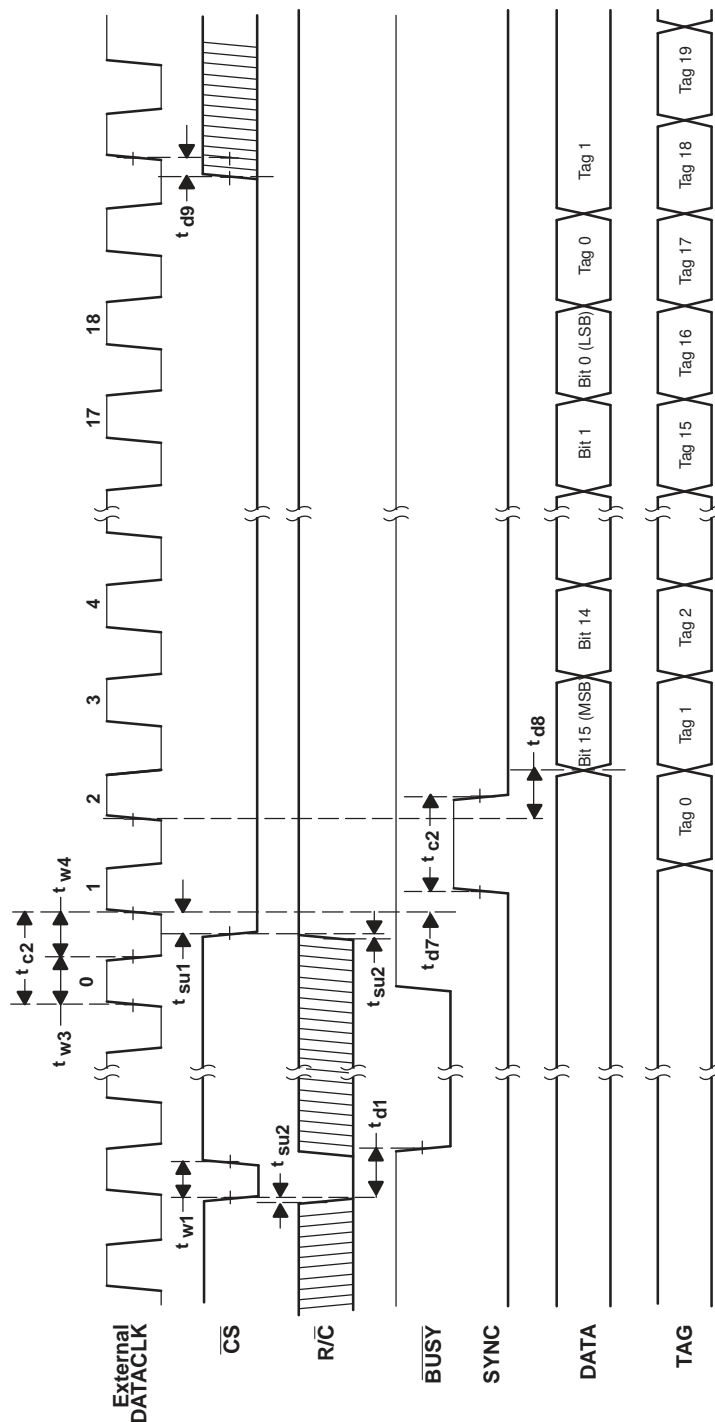 t c2
t w3
t w4
External
DATACLK
0
1
2
3
4
17
18
t w1
t su1
t d9
CS
t su2
R/C
t d1
t su2
BUSY
t d7
t c2
SYNC
t d8
DATA
Bit 15 (MSB)
Bit 14
Bit 1
Bit 0 (LSB)
Tag 0
Tag 1
TAG
Tag 0
Tag 1
Tag 2
Tag 15
Tag 16
Tag 17
Tag 18
Tag 19